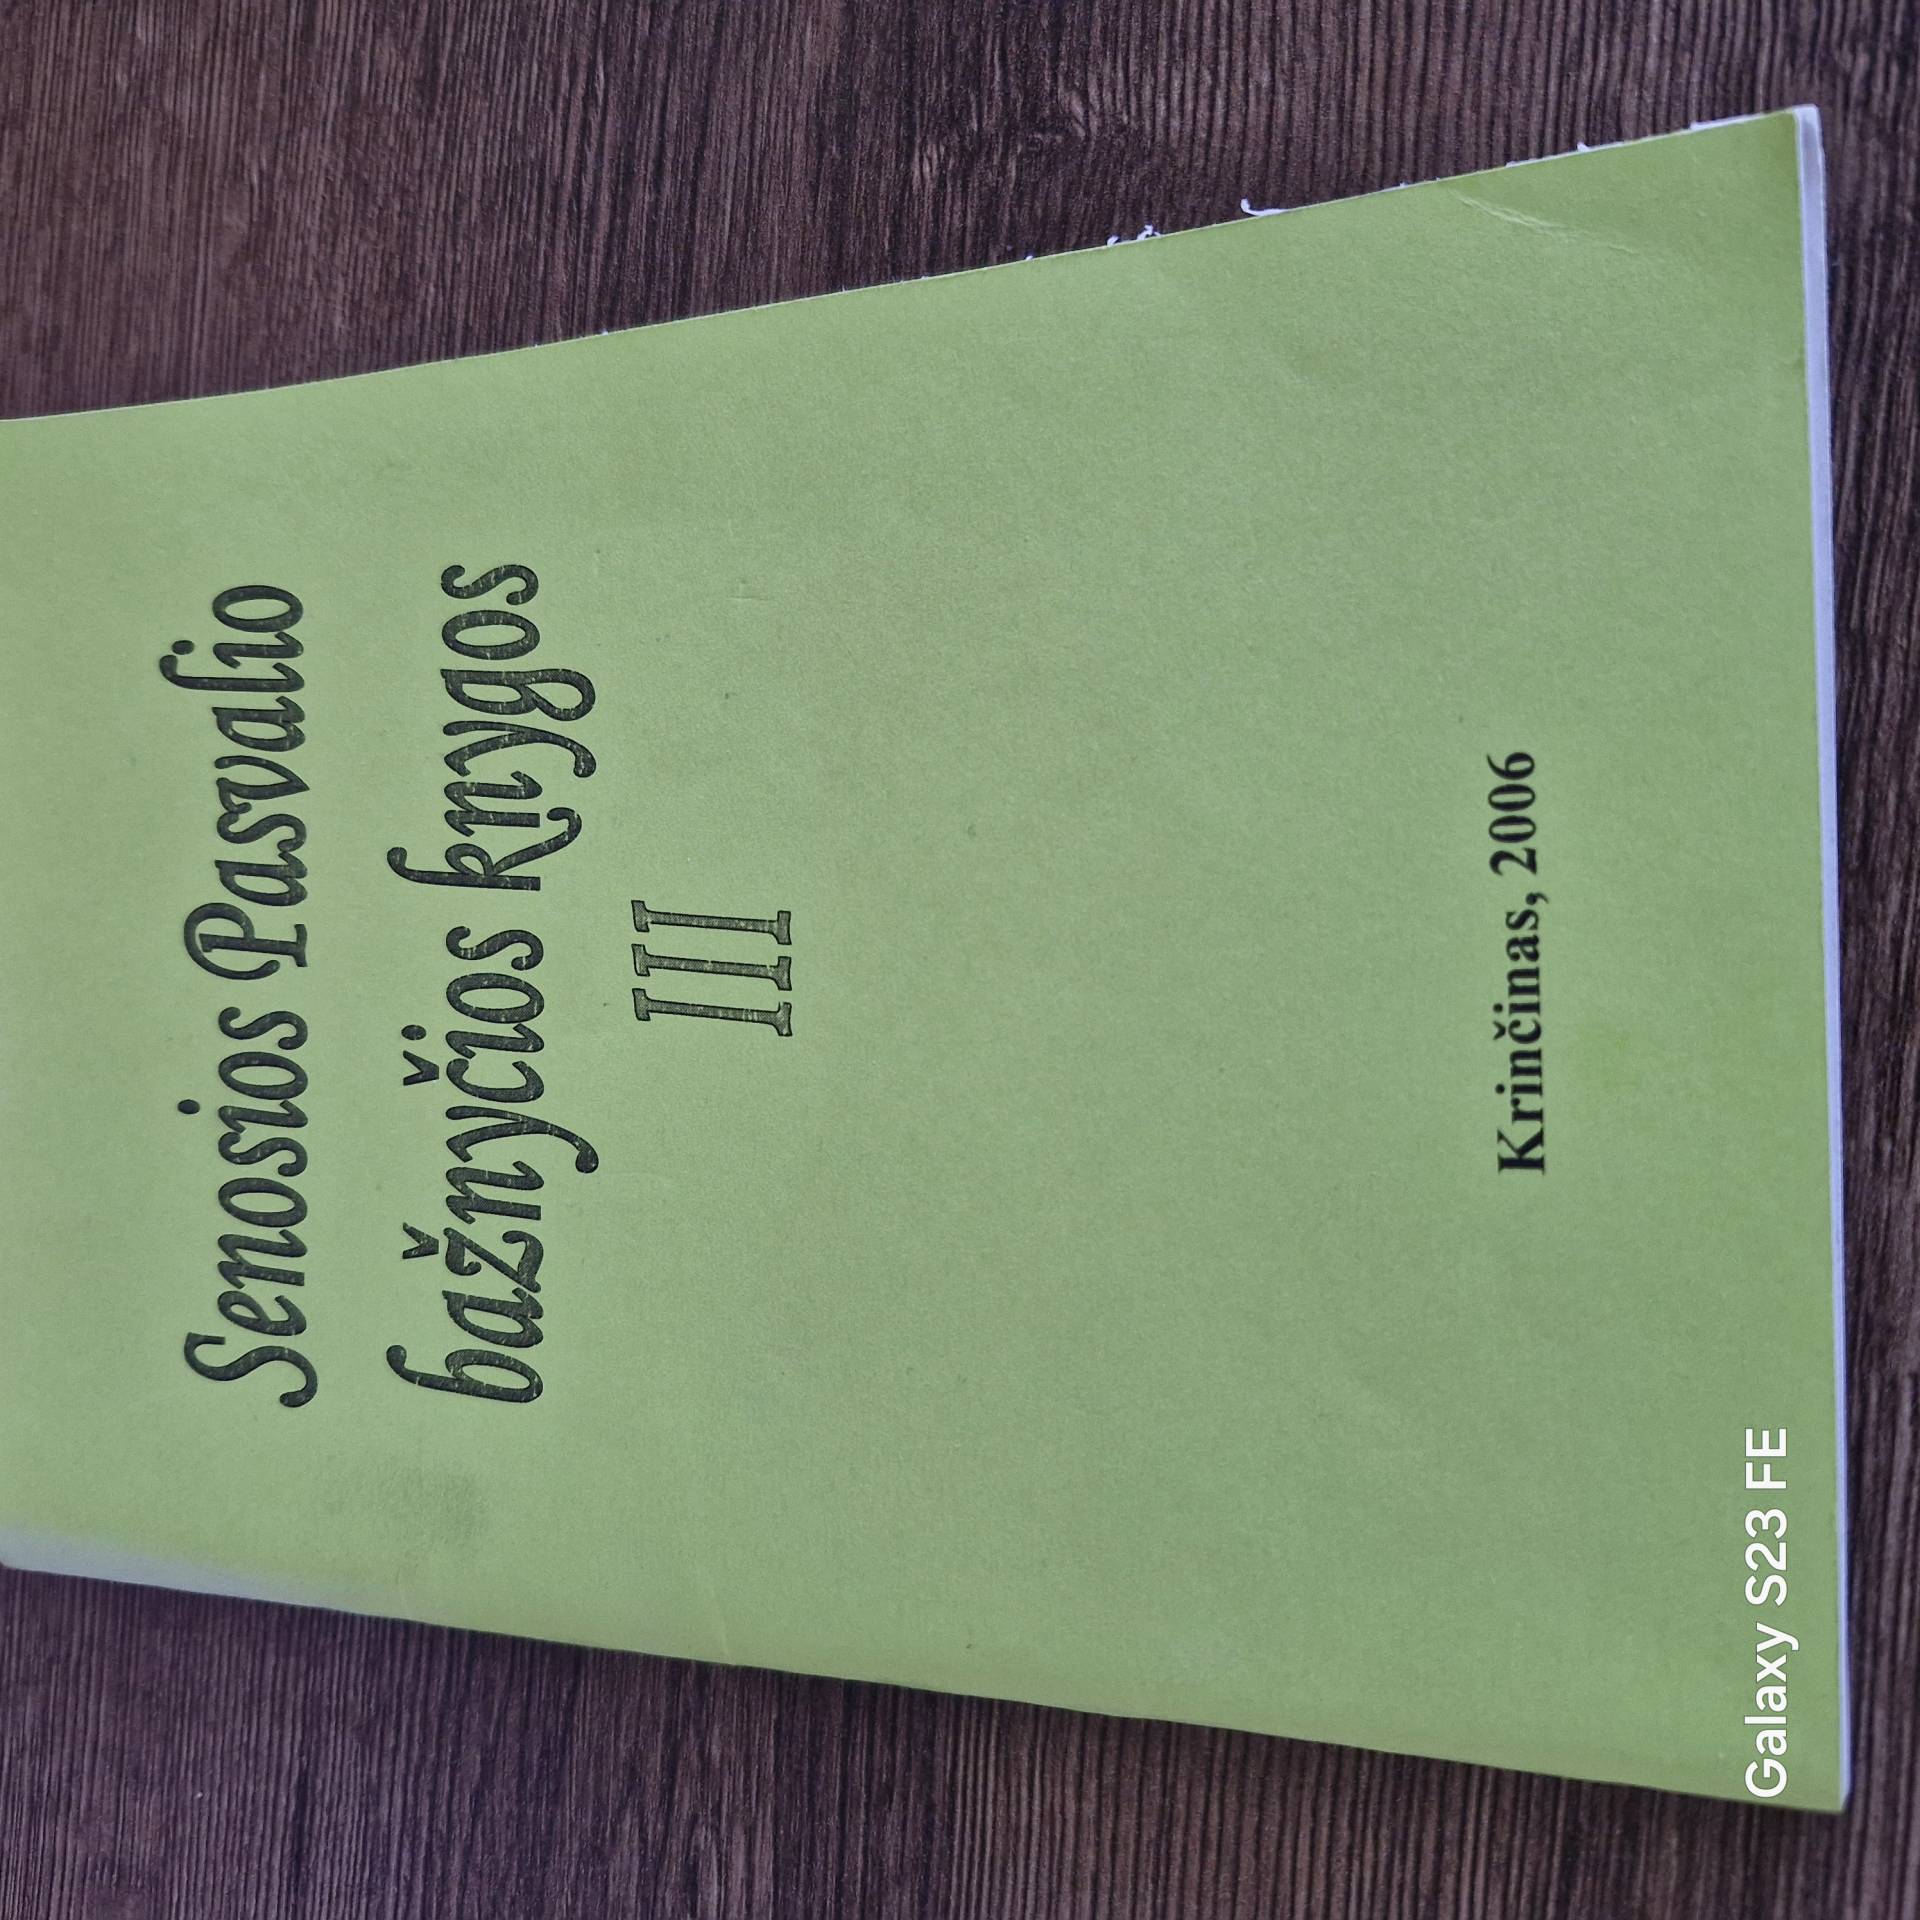 Senosios Pasvalio
bažnyčios knygos
III
Krinčinas, 2006
Galaxy S23 FE